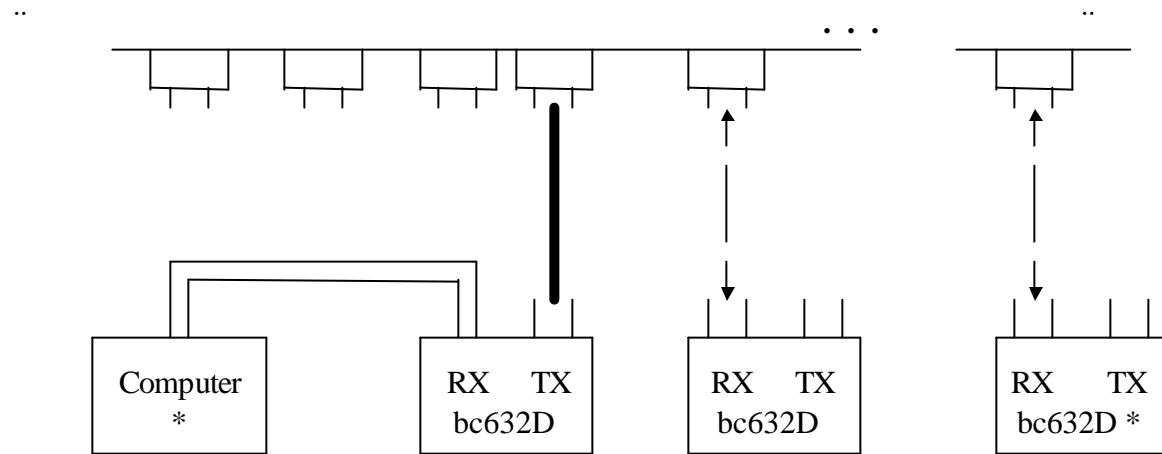 ¨ ¨
. . .
Computer
*
RX TX
bc632D
RX TX
bc632D
RX TX
bc632D *